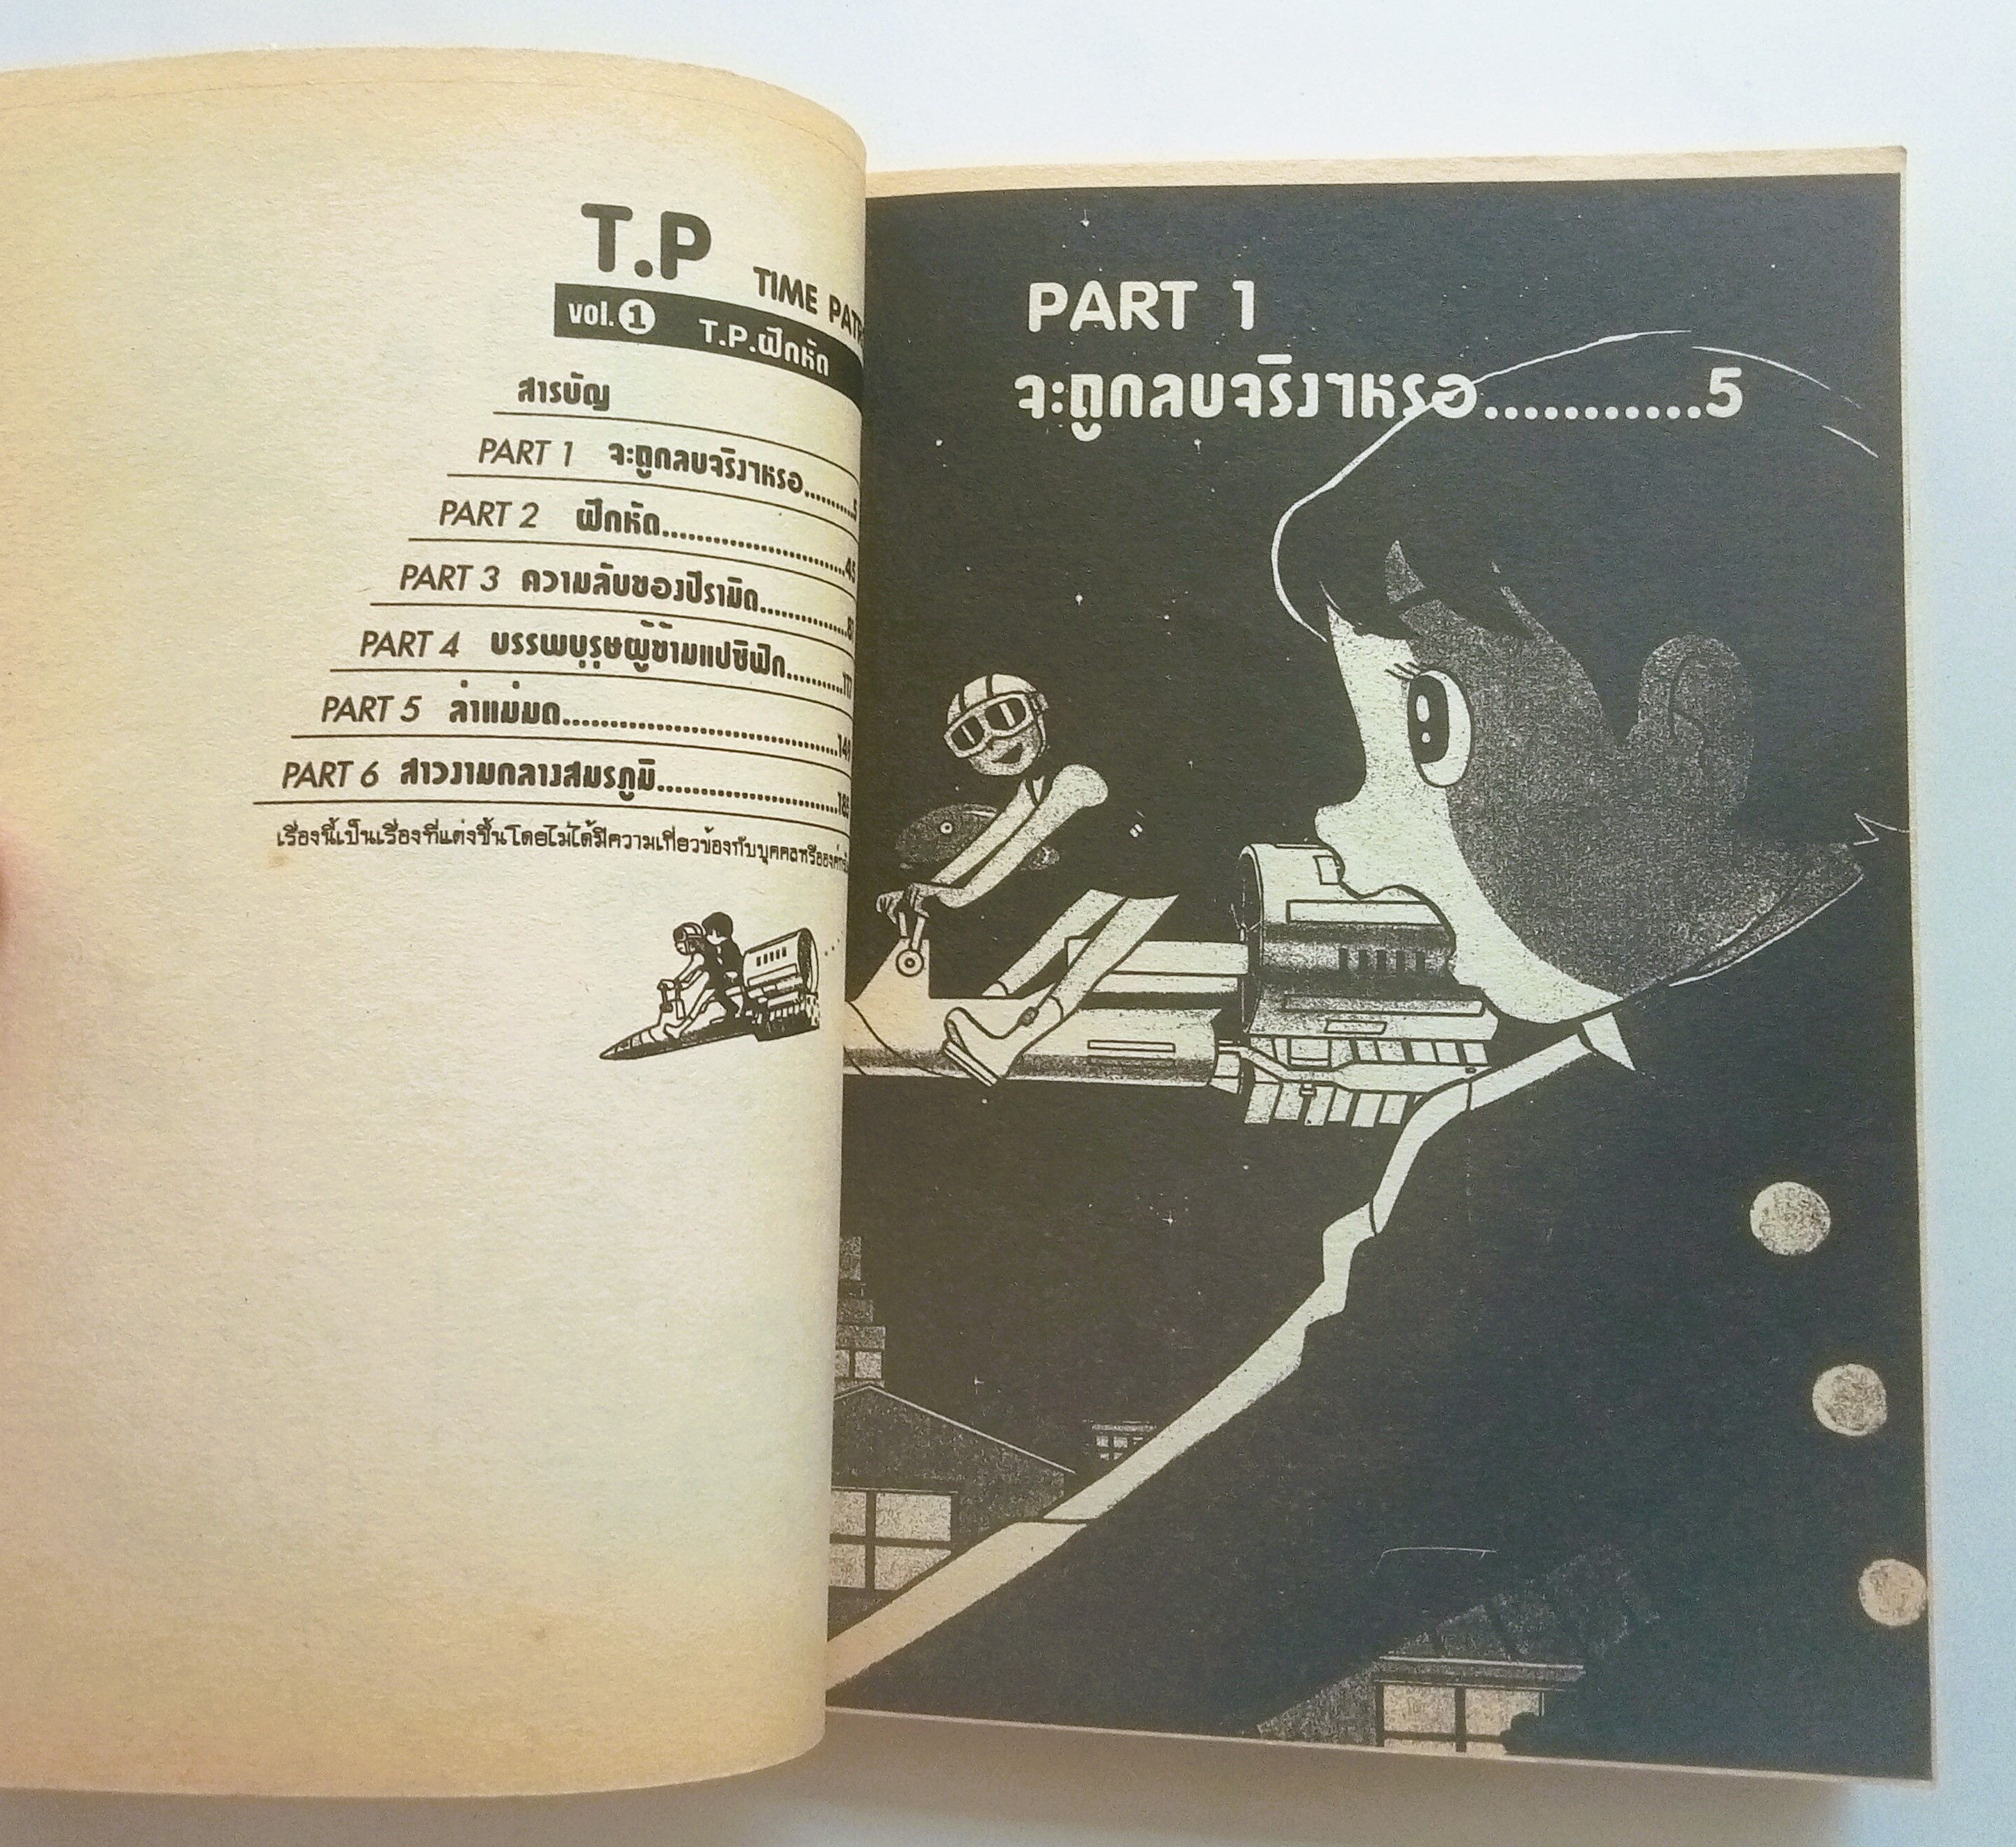 T.P TIME
vol.1 T.P.ฝึกหัด
สารบัญ
PART 1 จะถูกลบจริงๆหรอ..........5
PART 2 ฝึกหัด..........45
PART 3 ความลับของปิรามิด..........81
PART 4 บรรพบุรุษผู้ข้ามแปซิฟิก..........117
PART 5 ล่าแม่มด..........149
PART 6 สาวงามกลางสมรภูมิ..........185
เรื่องนี้เป็นเรื่องที่แต่งขึ้นโดยไม่ได้มีความเกี่ยวข้องกับบุคคลหรือ
PART 1
จะถูกลบจริงๆหรอ...........5